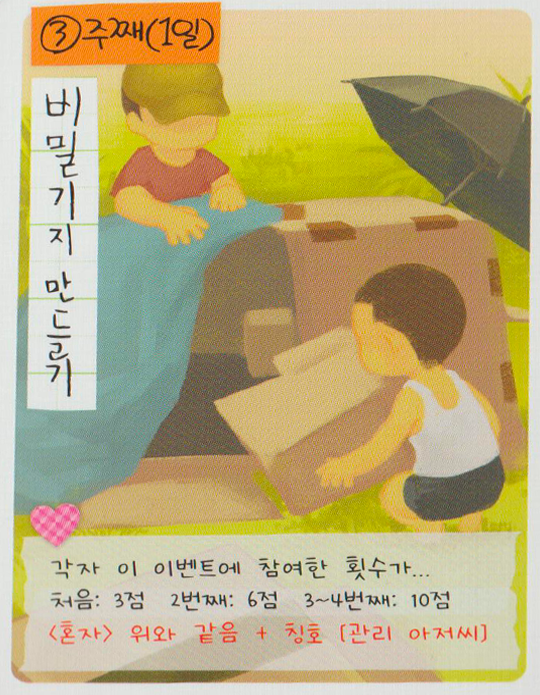 ③주째(1일)
비밀기지 만들기
각자 이 이벤트에 참여한 횟수가...
처음: 3점 2번째: 6점 3~4번째: 10점
<혼자> 위와 같음 + 칭호 [관리 아저씨]